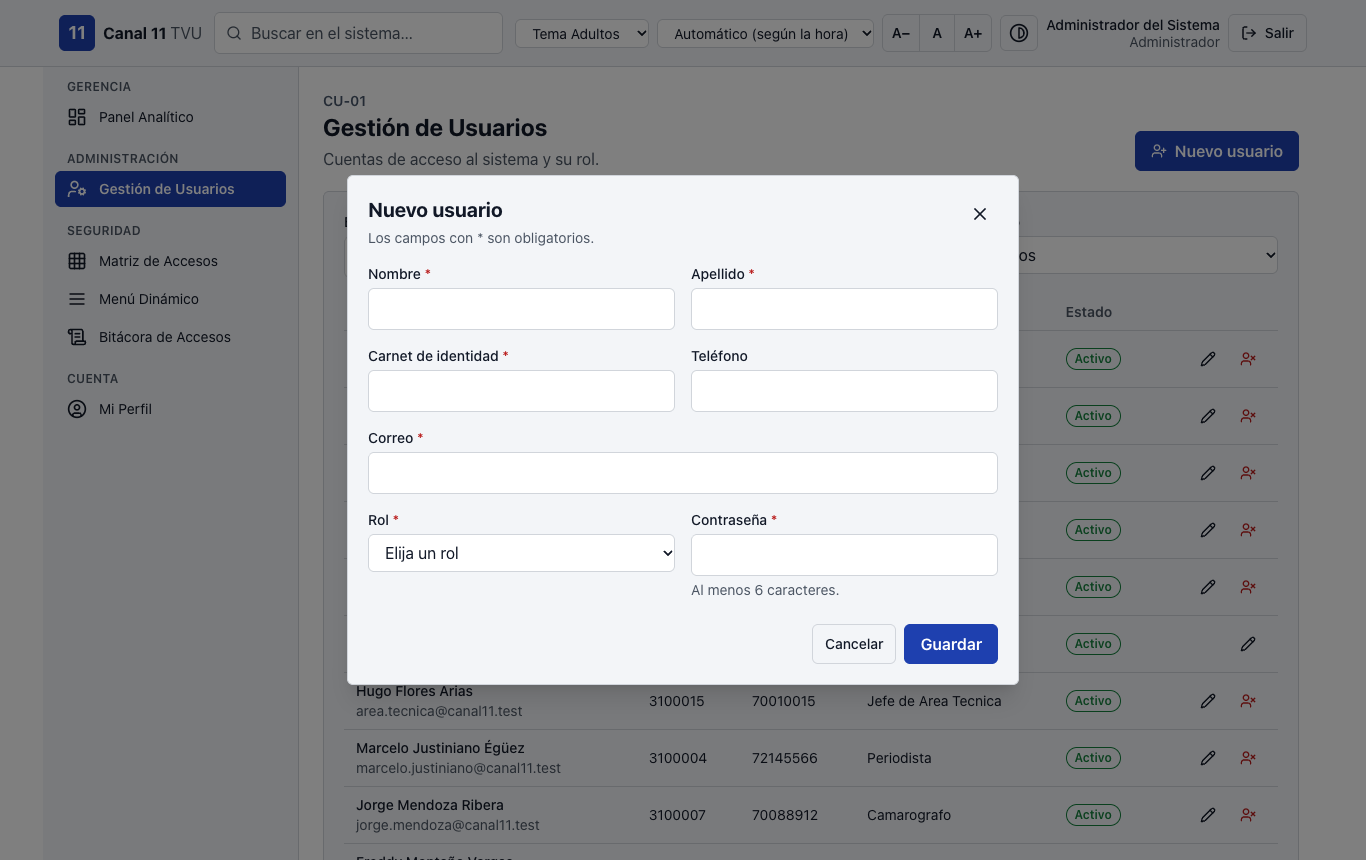 11 Canal 11 TVU
Buscar en el sistema...
Tema Adultos
Automático (según la hora)
A−
A
A+
Administrador del Sistema
Administrador
Salir
GERENCIA
Panel Analítico
ADMINISTRACIÓN
Gestión de Usuarios
SEGURIDAD
Matriz de Accesos
Menú Dinámico
Bitácora de Accesos
CUENTA
Mi Perfil
CU-01
Gestión de Usuarios
Cuentas de acceso al sistema y su rol.
Nuevo usuario
Nuevo usuario
Los campos con * son obligatorios.
Nombre *
Apellido *
Carnet de identidad *
Teléfono
Correo *
Rol *
Elija un rol
Contraseña *
Al menos 6 caracteres.
Cancelar
Guardar
Estado
Activo
Activo
Activo
Activo
Activo
Activo
Hugo Flores Arias
area.tecnica@canal11.test
3100015 70010015 Jefe de Area Tecnica Activo
Marcelo Justiniano Égüez
marcelo.justiniano@canal11.test
3100004 72145566 Periodista Activo
Jorge Mendoza Ribera
jorge.mendoza@canal11.test
3100007 70088912 Camarografo Activo